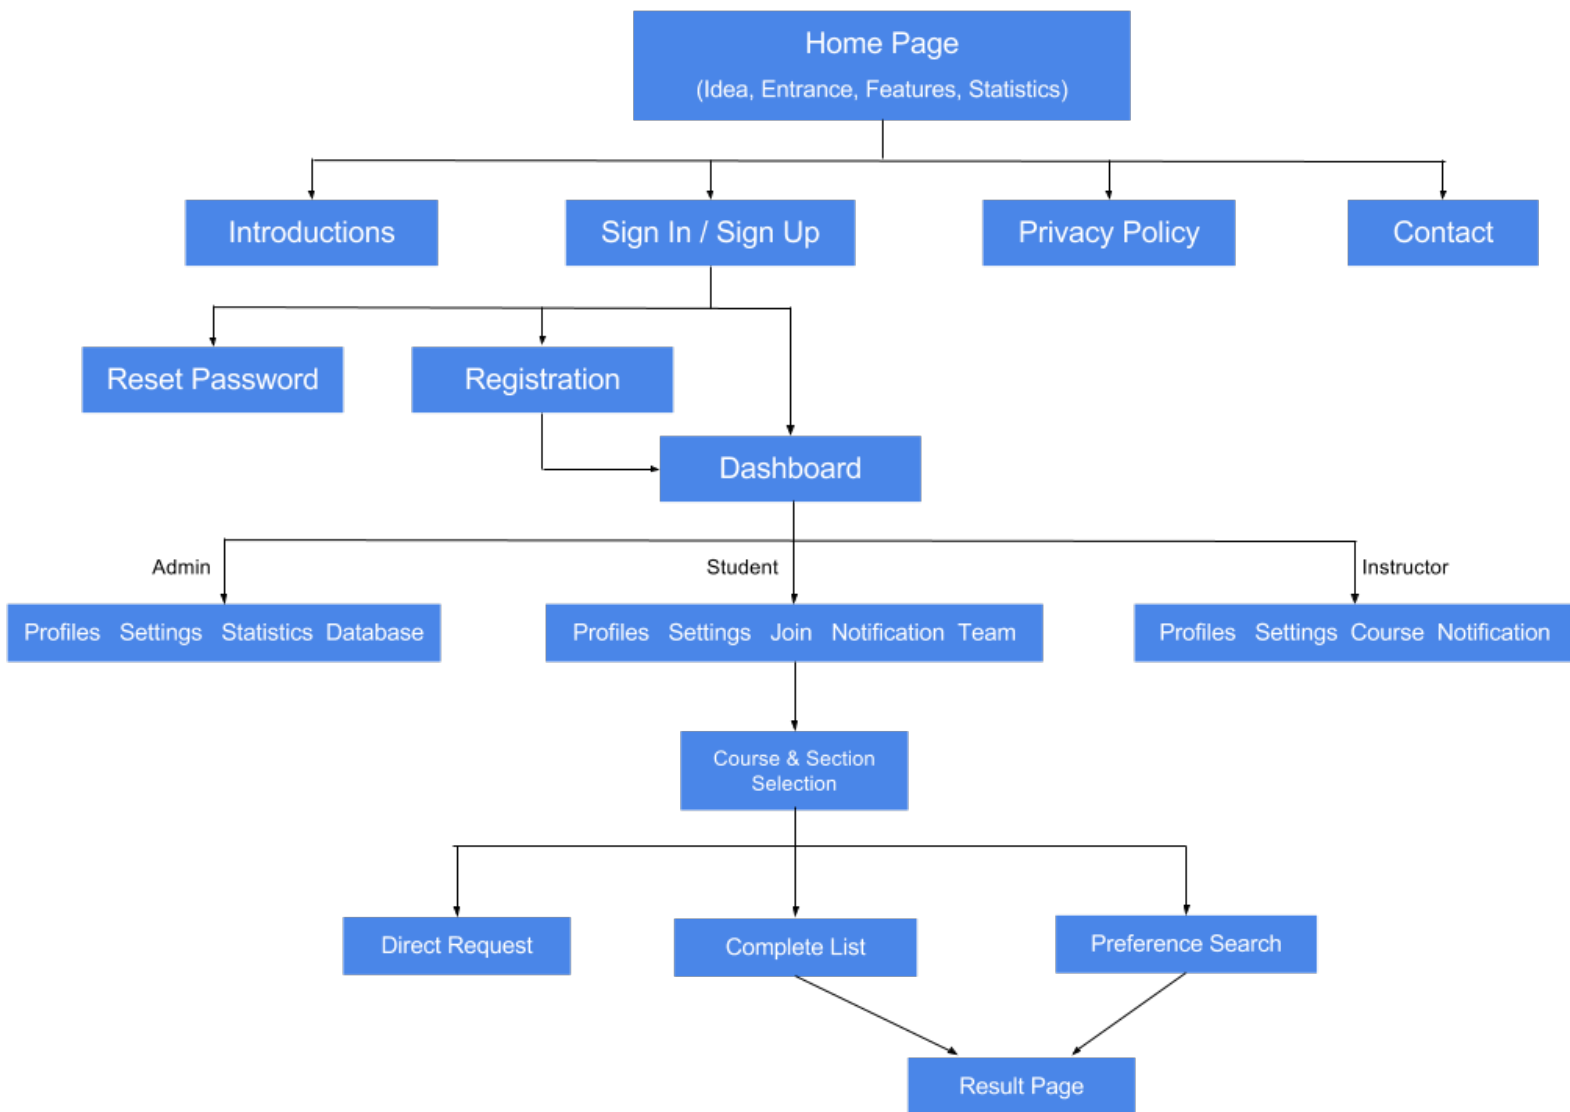 Home Page
(Idea, Entrance, Features, Statistics)
Introductions
Sign In / Sign Up
Privacy Policy
Contact
Reset Password
Registration
Dashboard
Admin
Student
Instructor
Profiles Settings Statistics Database
Profiles Settings Join Notification Team
Profiles Settings Course Notification
Course & Section
Selection
Direct Request
Complete List
Preference Search
Result Page